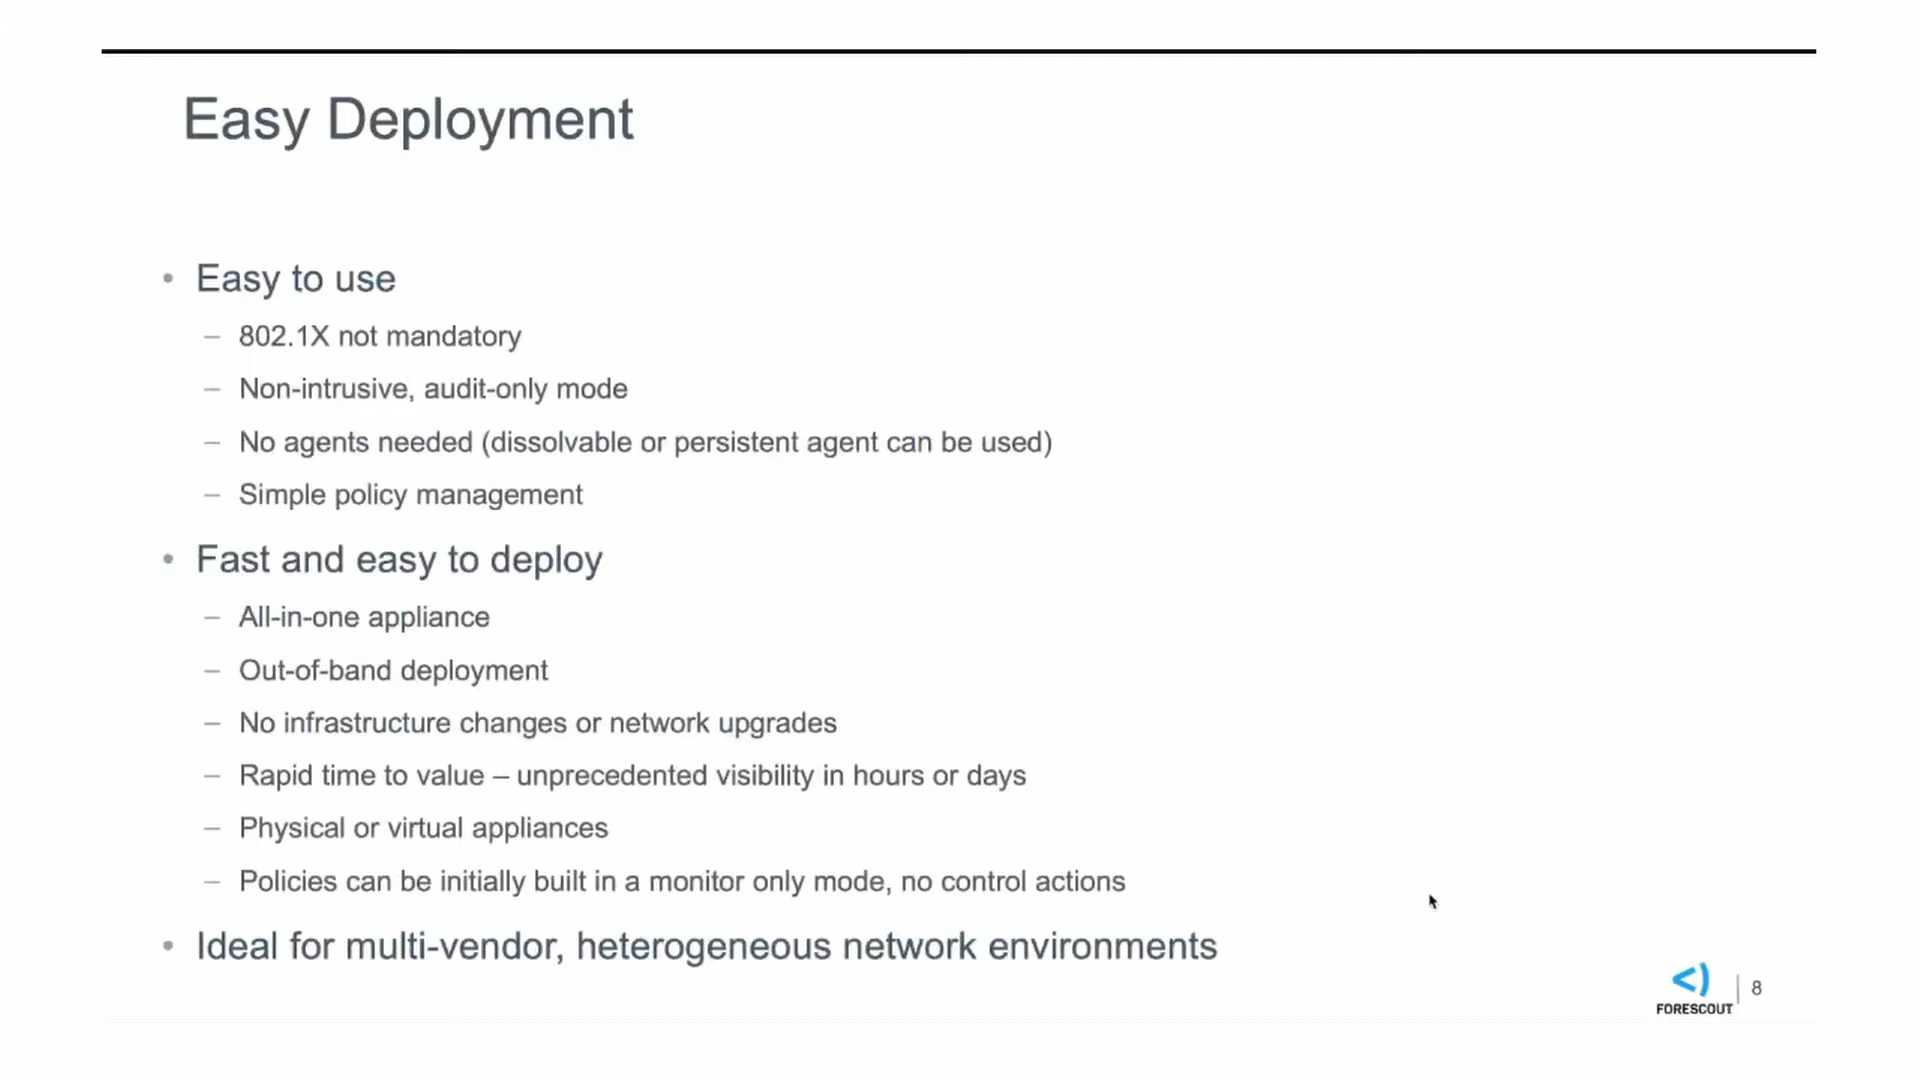 Easy Deployment
• Easy to use
– 802.1X not mandatory
– Non-intrusive, audit-only mode
– No agents needed (dissolvable or persistent agent can be used)
– Simple policy management
• Fast and easy to deploy
– All-in-one appliance
– Out-of-band deployment
– No infrastructure changes or network upgrades
– Rapid time to value – unprecedented visibility in hours or days
– Physical or virtual appliances
– Policies can be initially built in a monitor only mode, no control actions
• Ideal for multi-vendor, heterogeneous network environments
FORESCOUT
8